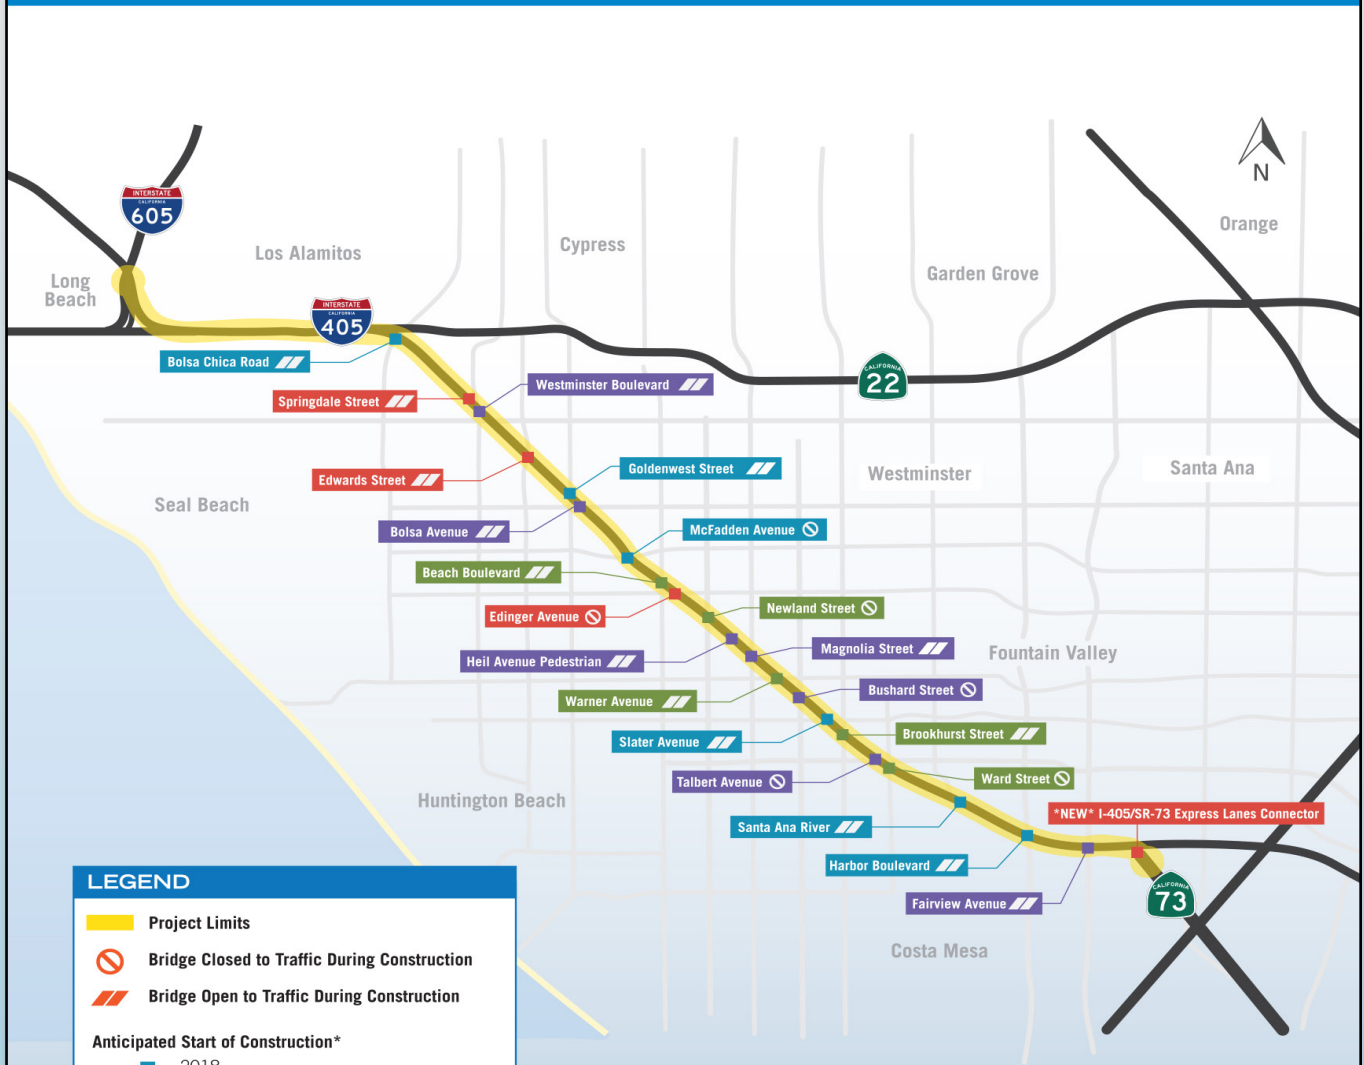 N
Orange
INTERSTATE
CALIFORNIA
605
Los Alamitos
Cypress
Garden Grove
Long
Beach
INTERSTATE
CALIFORNIA
405
Bolsa Chica Road
CALIFORNIA
22
Westminster Boulevard
Springdale Street
Goldenwest Street
Westminster
Santa Ana
Edwards Street
Seal Beach
Bolsa Avenue
McFadden Avenue
Beach Boulevard
Newland Street
Edinger Avenue
Magnolia Street
Fountain Valley
Heil Avenue Pedestrian
Bushard Street
Warner Avenue
Brookhurst Street
Slater Avenue
Ward Street
Talbert Avenue
Huntington Beach
*NEW* I-405/SR-73 Express Lanes Connector
Santa Ana River
Harbor Boulevard
CALIFORNIA
73
Fairview Avenue
Costa Mesa
LEGEND
Project Limits
Bridge Closed to Traffic During Construction
Bridge Open to Traffic During Construction
Anticipated Start of Construction*
2018